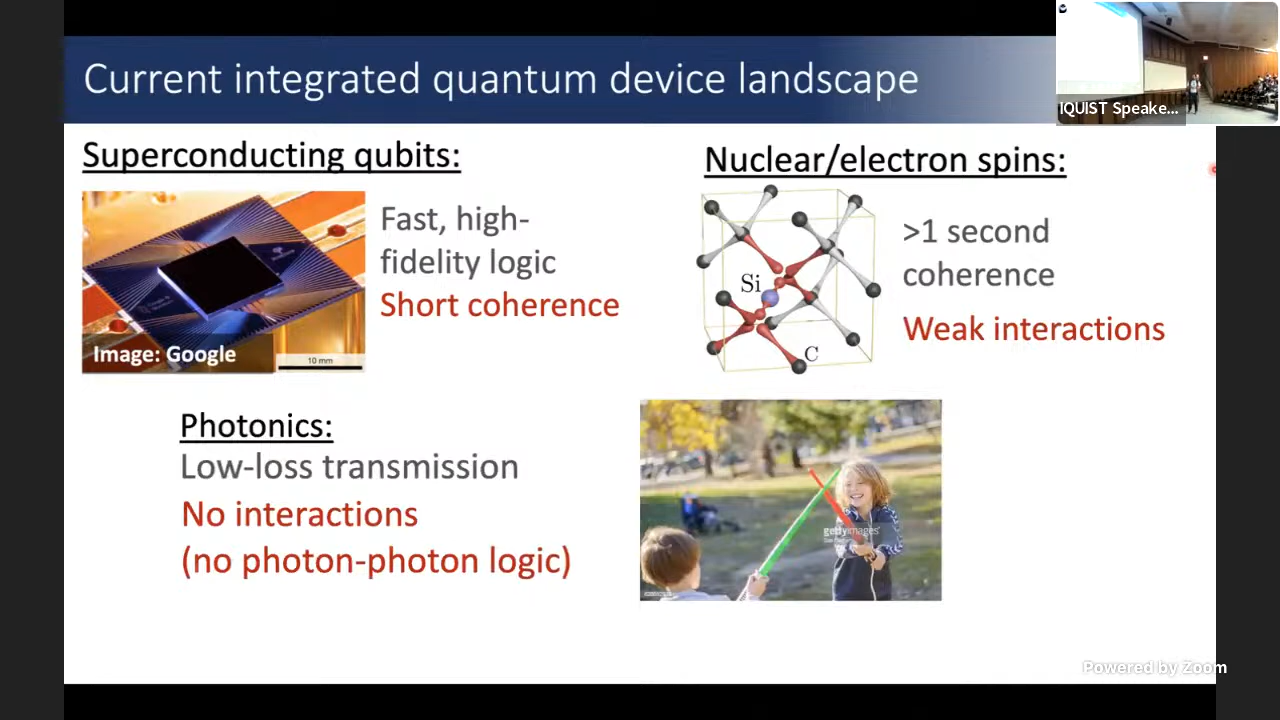 Current integrated quantum device landscape
IQUIST Speake...
Superconducting qubits:
Fast, high-
fidelity logic
Short coherence
Image: Google
10 mm
Nuclear/electron spins:
Si
C
>1 second
coherence
Weak interactions
Photonics:
Low-loss transmission
No interactions
(no photon-photon logic)
gettyimages
Powered by Zoom